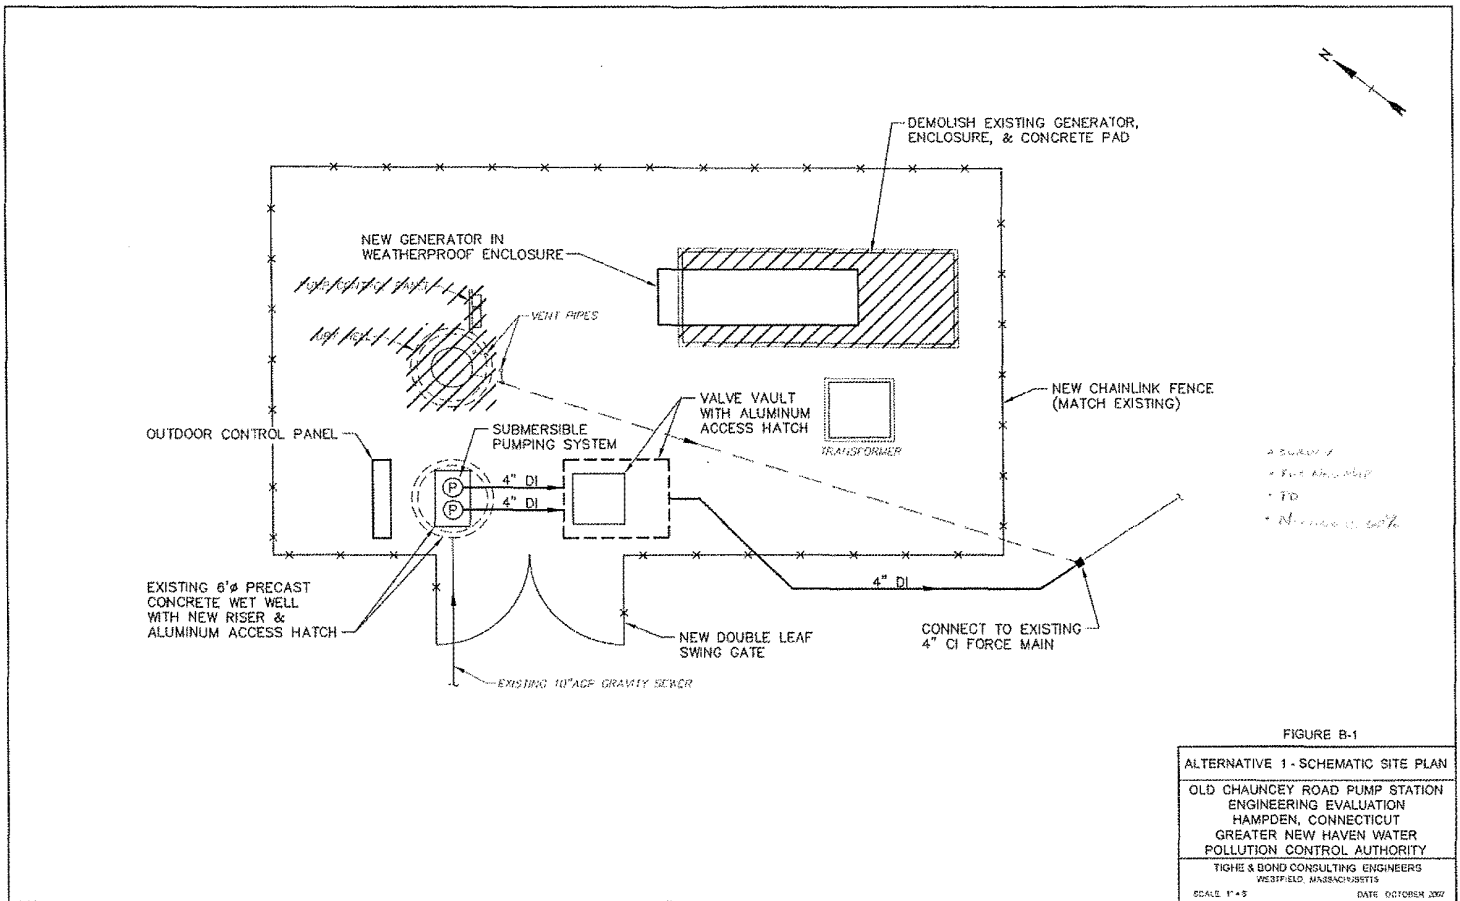 N
DEMOLISH EXISTING GENERATOR,
ENCLOSURE, & CONCRETE PAD
NEW GENERATOR IN
WEATHERPROOF ENCLOSURE
CONTROL PANEL
VENT PIPES
NEW CHAINLINK FENCE
(MATCH EXISTING)
VALVE VAULT
WITH ALUMINUM
ACCESS HATCH
OUTDOOR CONTROL PANEL
SUBMERSIBLE
PUMPING SYSTEM
TRANSFORMER
P
4" DI
P
4" DI
EXISTING 6'ø PRECAST
CONCRETE WET WELL
WITH NEW RISER &
ALUMINUM ACCESS HATCH
4" DI
NEW DOUBLE LEAF
SWING GATE
CONNECT TO EXISTING
4" CI FORCE MAIN
EXISTING 10" ACP GRAVITY SEWER
FIGURE B-1
ALTERNATIVE 1 - SCHEMATIC SITE PLAN
OLD CHAUNCEY ROAD PUMP STATION
ENGINEERING EVALUATION
HAMPDEN, CONNECTICUT
GREATER NEW HAVEN WATER
POLLUTION CONTROL AUTHORITY
TIGHE & BOND CONSULTING ENGINEERS
WESTFIELD, MASSACHUSETTS
SCALE 1"=5'
DATE OCTOBER 2007